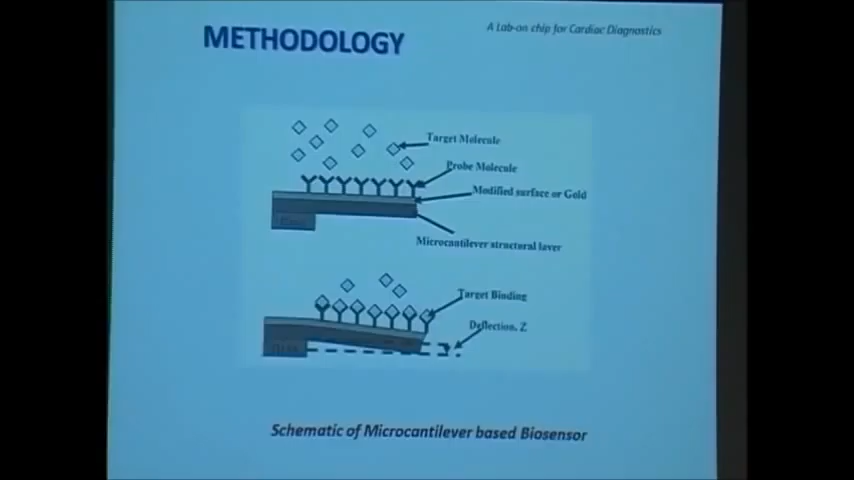 METHODOLOGY
A Lab-on chip for Cardiac Diagnostics
Target Molecule
Probe Molecule
Modified surface or Gold
Microcantilever structural layer
Target Binding
Deflection, Z
Schematic of Microcantilever based Biosensor